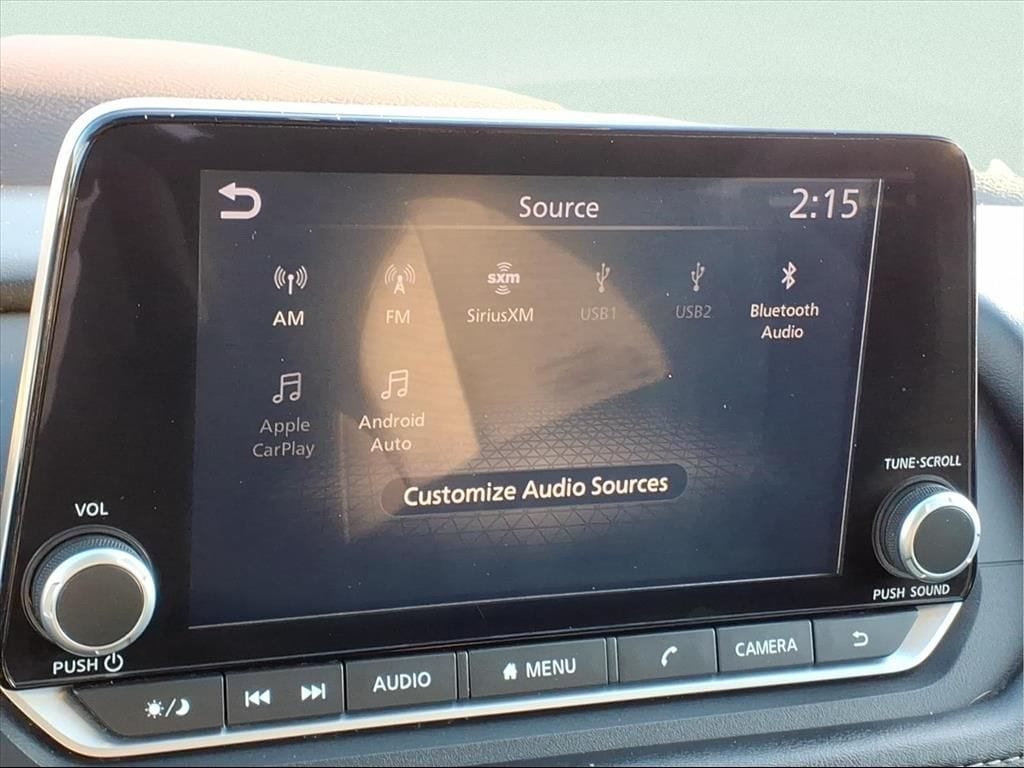 Source
2:15
AM
FM
sxm
SiriusXM
USB1
USB2
Bluetooth
Audio
Apple
CarPlay
Android
Auto
Customize Audio Sources
VOL
PUSH
TUNE·SCROLL
PUSH SOUND
AUDIO
MENU
CAMERA